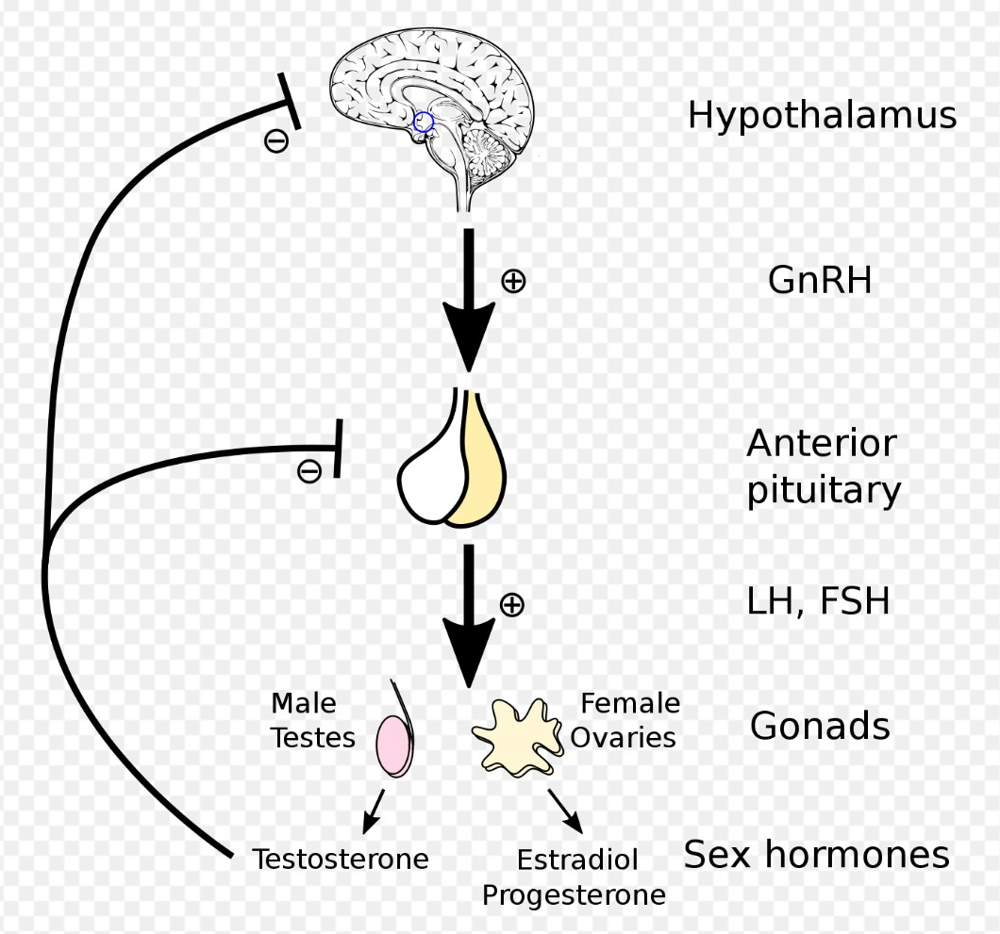 Hypothalamus
⊖
⊕
GnRH
Anterior
pituitary
⊖
⊕
LH, FSH
Male
Testes
Female
Ovaries
Gonads
Testosterone
Estradiol
Progesterone
Sex hormones